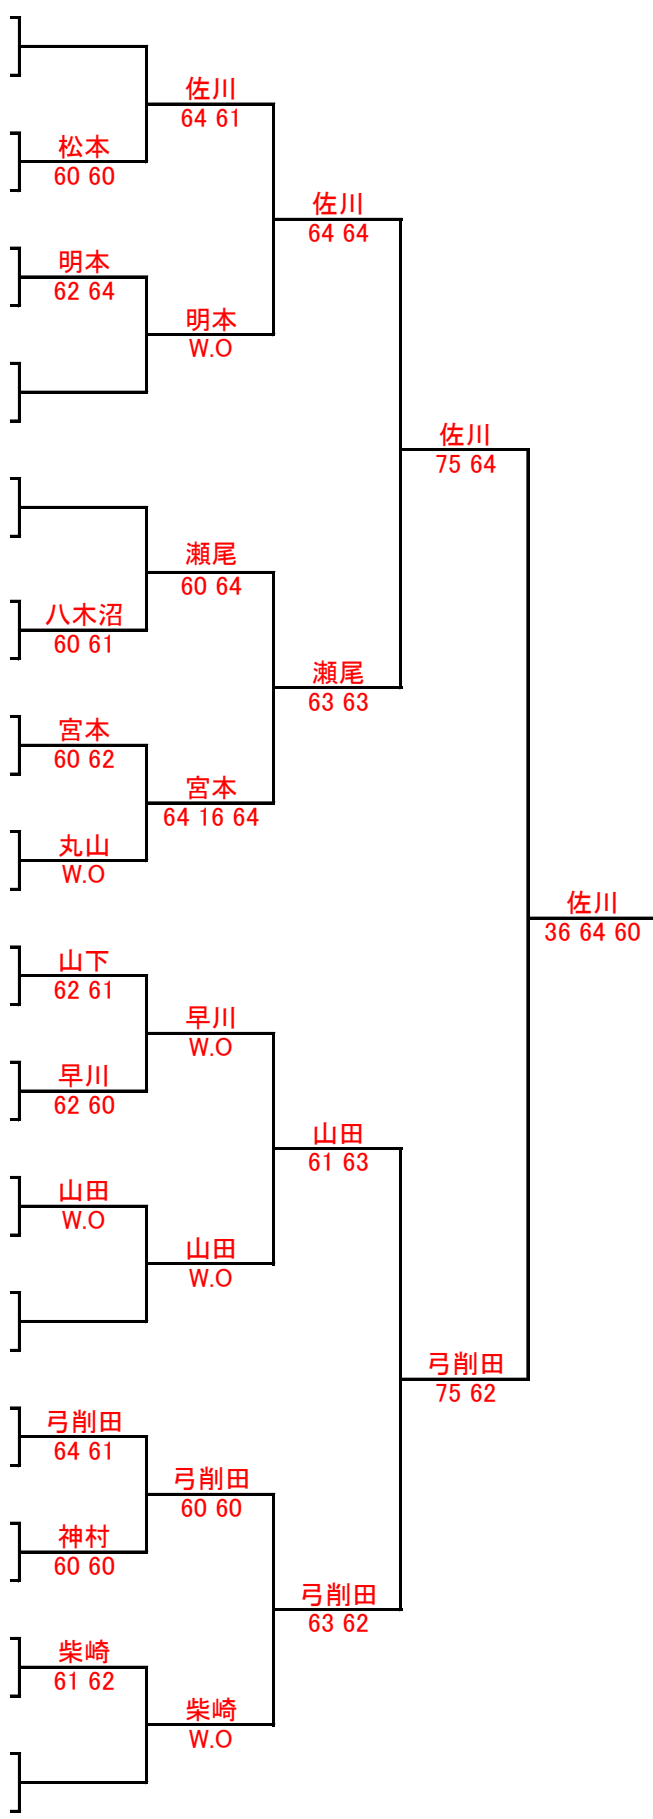 佐川
64 61
松本
60 60
佐川
64 64
明本
62 64
明本
W.O
佐川
75 64
瀬尾
60 64
八木沼
60 61
瀬尾
63 63
宮本
60 62
宮本
64 16 64
丸山
W.O
佐川
36 64 60
山下
62 61
早川
W.O
早川
62 60
山田
61 63
山田
W.O
山田
W.O
弓削田
75 62
弓削田
64 61
弓削田
60 60
神村
60 60
弓削田
63 62
柴崎
61 62
柴崎
W.O